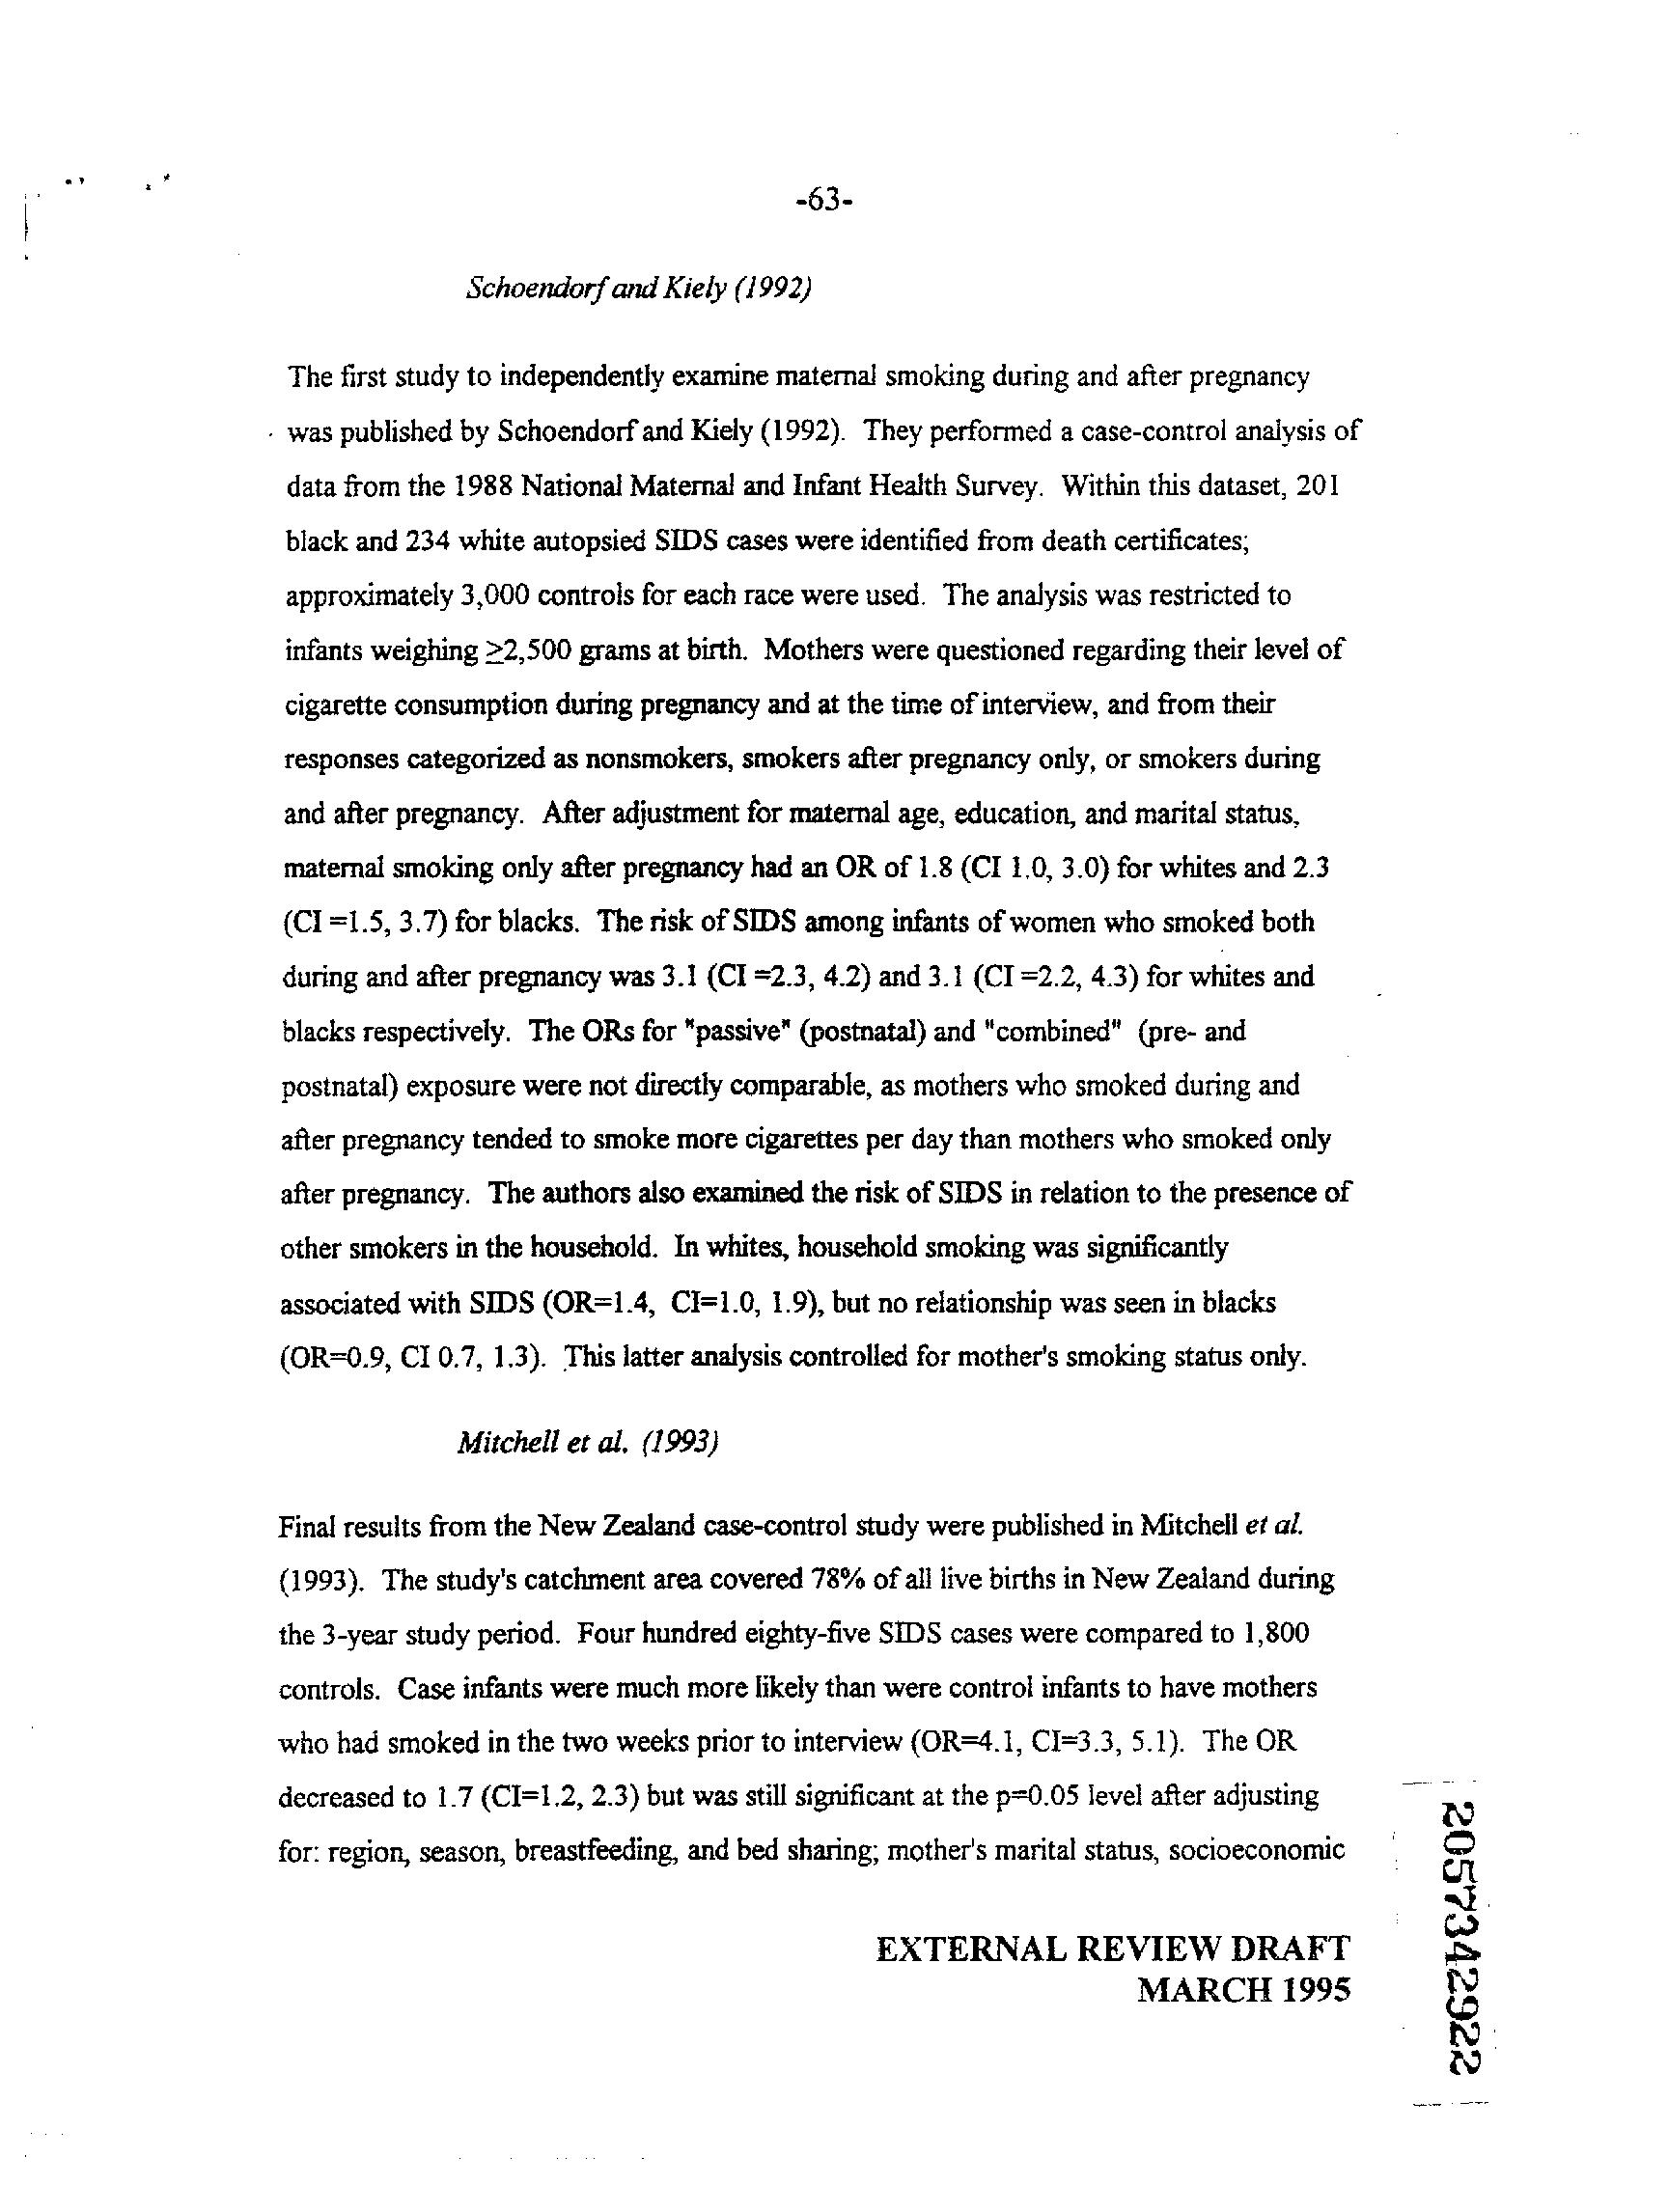 -63-
Schoendorf and Kiely (1992)
The first study to independently examine maternal smoking during and after pregnancy
was published by Schoendorf and Kiely (1992).  They performed a case-control analysis of
data from the 1988 National Maternal and Infant Health Survey.  Within this dataset, 201
black and 234 white autopsied SIDS cases were identified from death certificates;
approximately 3,000 controls for each race were used.  The analysis was restricted to
infants weighing ≥2,500 grams at birth.  Mothers were questioned regarding their level of
cigarette consumption during pregnancy and at the time of interview, and from their
responses categorized as nonsmokers, smokers after pregnancy only, or smokers during
and after pregnancy.  After adjustment for maternal age, education, and marital status,
maternal smoking only after pregnancy had an OR of 1.8 (CI 1.0, 3.0) for whites and 2.3
(CI =1.5, 3.7) for blacks.  The risk of SIDS among infants of women who smoked both
during and after pregnancy was 3.1 (CI =2.3, 4.2) and 3.1 (CI =2.2, 4.3) for whites and
blacks respectively.  The ORs for "passive" (postnatal) and "combined"  (pre- and
postnatal) exposure were not directly comparable, as mothers who smoked during and
after pregnancy tended to smoke more cigarettes per day than mothers who smoked only
after pregnancy.  The authors also examined the risk of SIDS in relation to the presence of
other smokers in the household.  In whites, household smoking was significantly
associated with SIDS (OR=1.4,  CI=1.0, 1.9), but no relationship was seen in blacks
(OR=0.9, CI 0.7, 1.3).  This latter analysis controlled for mother's smoking status only.
Mitchell et al. (1993)
Final results from the New Zealand case-control study were published in Mitchell et al.
(1993).  The study's catchment area covered 78% of all live births in New Zealand during
the 3-year study period.  Four hundred eighty-five SIDS cases were compared to 1,800
controls.  Case infants were much more likely than were control infants to have mothers
who had smoked in the two weeks prior to interview (OR=4.1, CI=3.3, 5.1).  The OR
decreased to 1.7 (CI=1.2, 2.3) but was still significant at the p=0.05 level after adjusting
for: region, season, breastfeeding, and bed sharing; mother's marital status, socioeconomic
EXTERNAL REVIEW DRAFT
MARCH 1995
2057342922